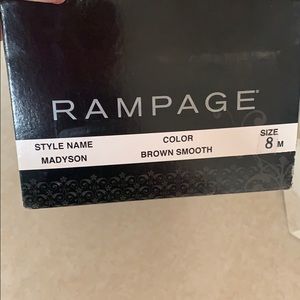 RAMPAGE®
STYLE NAME COLOR SIZE
MADYSON BROWN SMOOTH 8 M